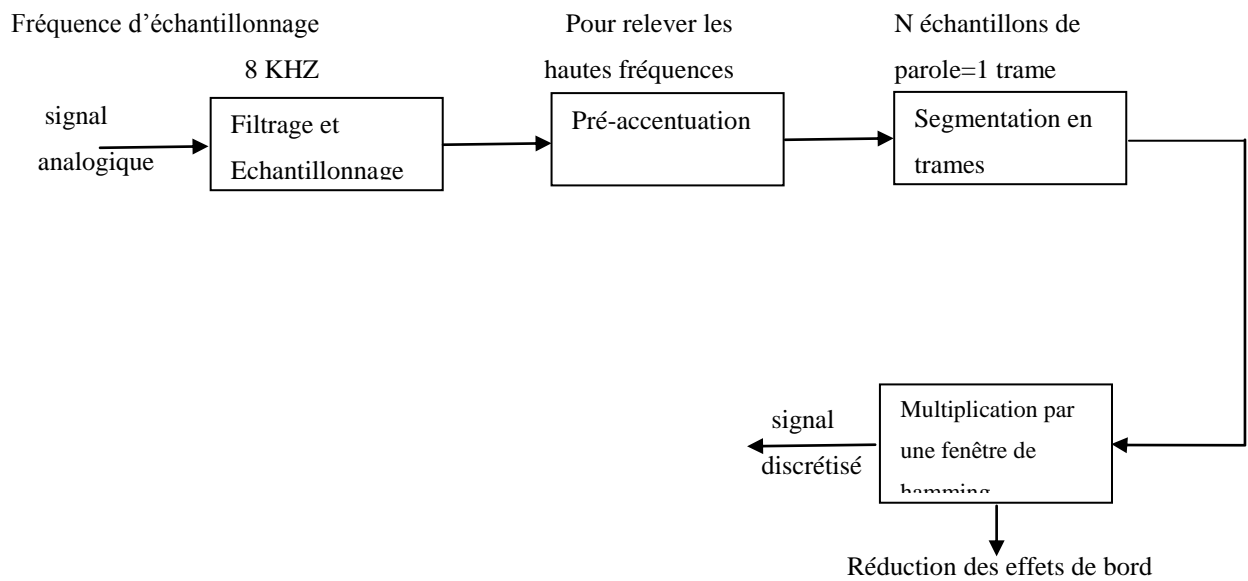 Fréquence d'échantillonnage
8 KHZ
Pour relever les
hautes fréquences
N échantillons de
parole=1 trame
signal
analogique
Filtrage et
Echantillonnage
Pré-accentuation
Segmentation en
trames
Multiplication par
une fenêtre de
hamming
signal
discrétisé
Réduction des effets de bord